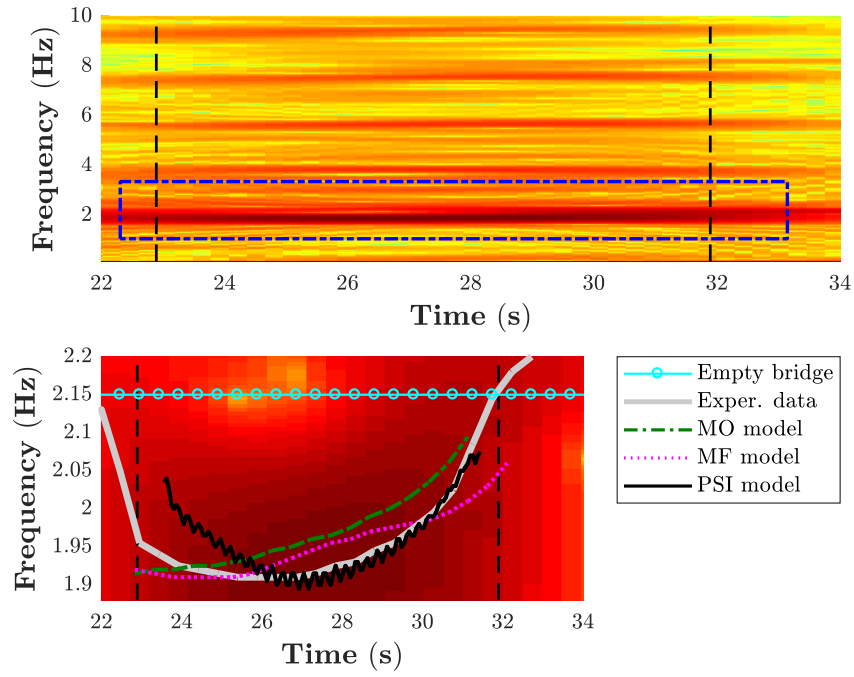 10
8
6
4
2
Frequency (Hz)
22 24 26 28 30 32 34
Time (s)
2.2
2.15
2.1
2.05
2
1.95
1.9
Frequency (Hz)
22 24 26 28 30 32 34
Time (s)
Empty bridge
Exper. data
MO model
MF model
PSI model